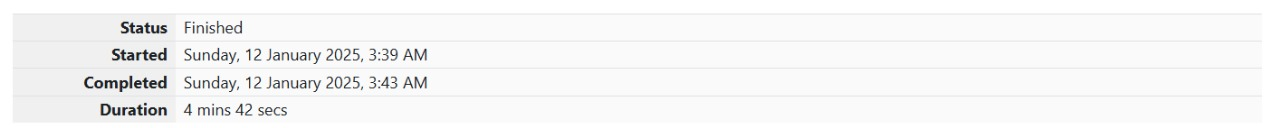 Status Finished
Started Sunday, 12 January 2025, 3:39 AM
Completed Sunday, 12 January 2025, 3:43 AM
Duration 4 mins 42 secs